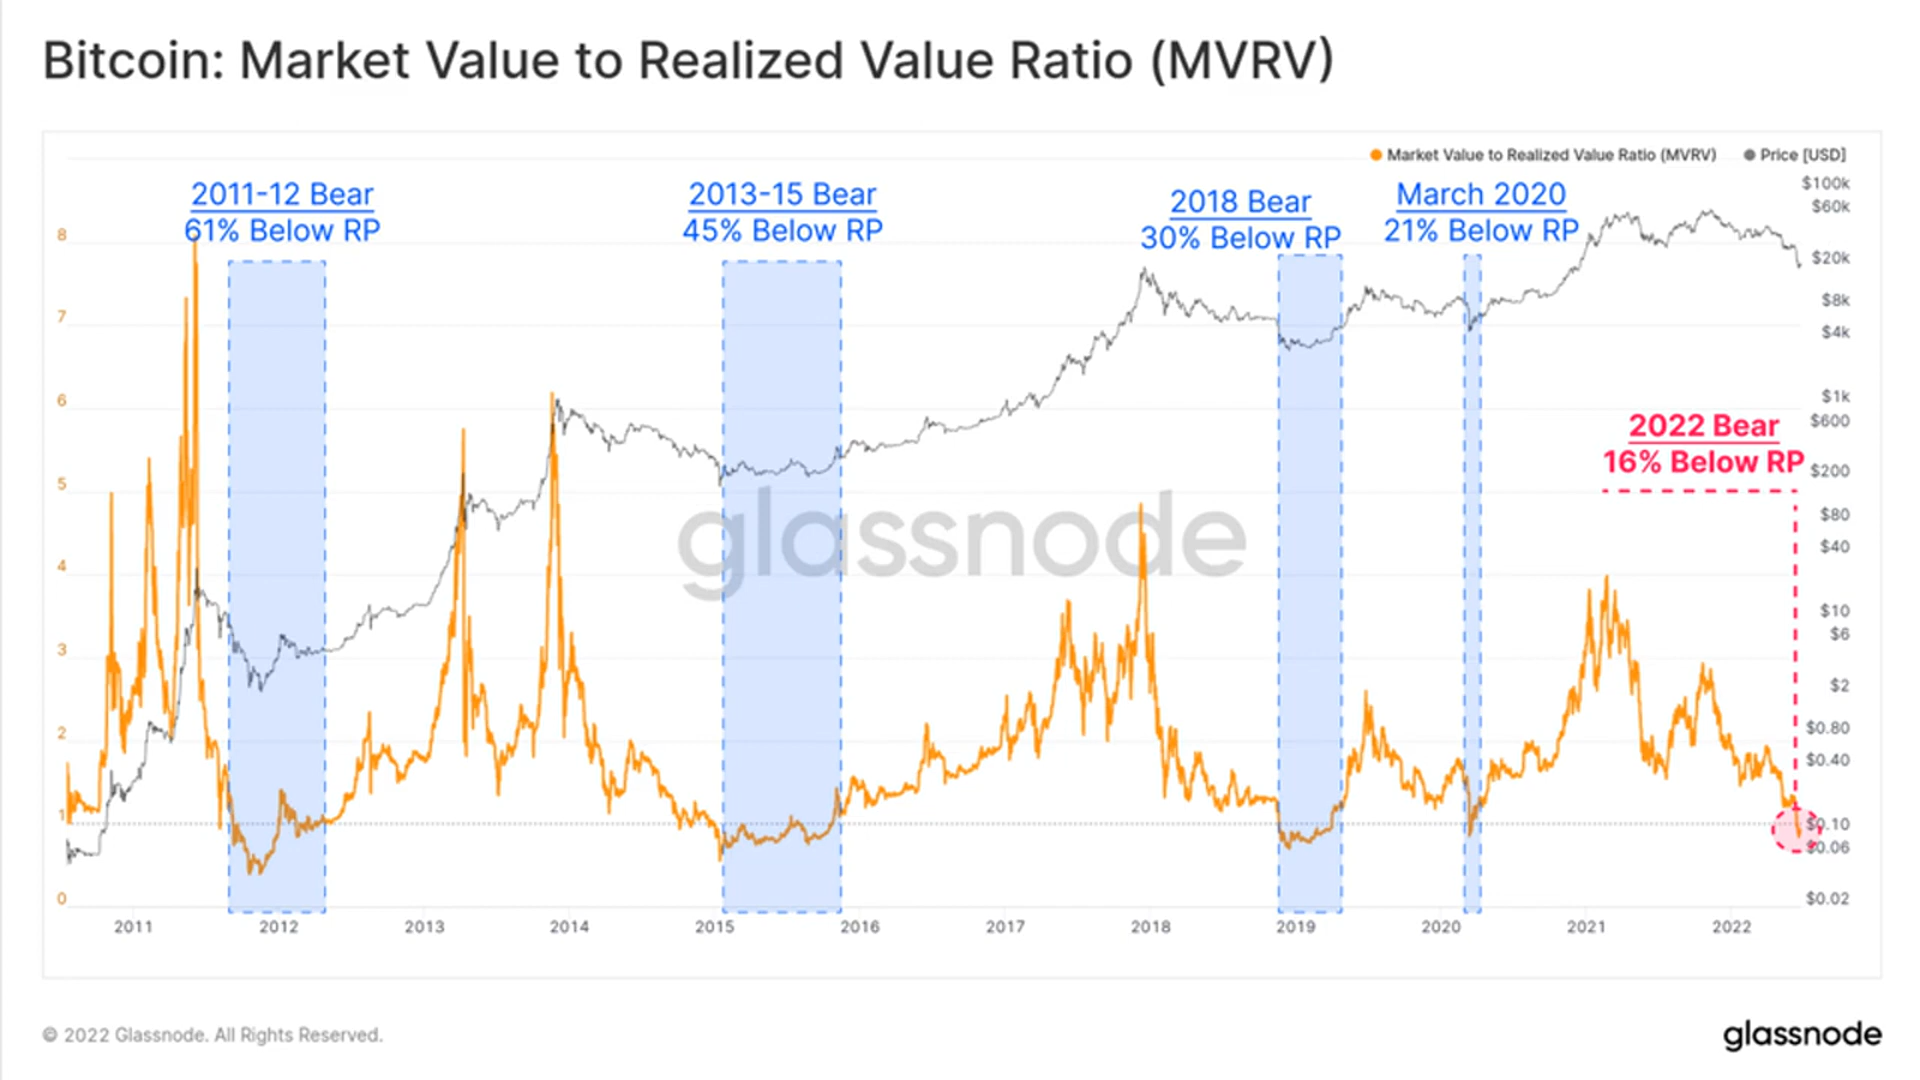 Bitcoin: Market Value to Realized Value Ratio (MVRV)
Market Value to Realized Value Ratio (MVRV) Price [USD]
2011-12 Bear
61% Below RP
2013-15 Bear
45% Below RP
2018 Bear
30% Below RP
March 2020
21% Below RP
2022 Bear
16% Below RP
8
7
6
5
4
3
2
1
0
$100k
$60k
$20k
$8k
$4k
$1k
$600
$200
$80
$40
$10
$6
$2
$0.80
$0.40
$0.10
$0.06
$0.02
glassnode
2011 2012 2013 2014 2015 2016 2017 2018 2019 2020 2021 2022
© 2022 Glassnode. All Rights Reserved.
glassnode